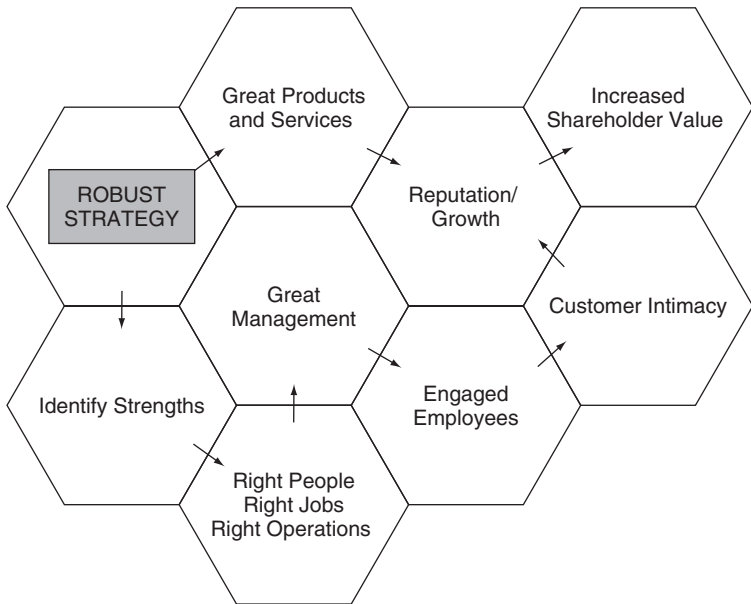 Great Products
and Services
Increased
Shareholder Value
ROBUST
STRATEGY
Reputation/
Growth
Great
Management
Customer Intimacy
Identify Strengths
Engaged
Employees
Right People
Right Jobs
Right Operations